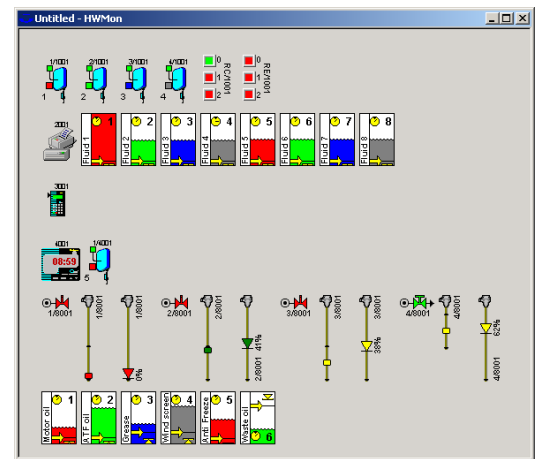 Untitled - HWMon
1/1001 2/1001 3/1001 4/1001
1 2 3 4
0 1 2 RC/1001
0 1 2 RE/1001
2001
Fluid 1 1
Fluid 2 2
Fluid 3 3
Fluid 4 4
Fluid 5 5
Fluid 6 6
Fluid 7 7
Fluid 8 8
3001
4001 1/4001
08:59 5
1/8001 1/8001 1/8001 0%
2/8001 2/8001 2/8001 41%
3/8001 3/8001 3/8001 38%
4/8001 4/8001 4/8001 62%
Motor oil 1
ATF oil 2
Grease 3
Wind screen 4
Anti Freeze 5
Waste oil 6